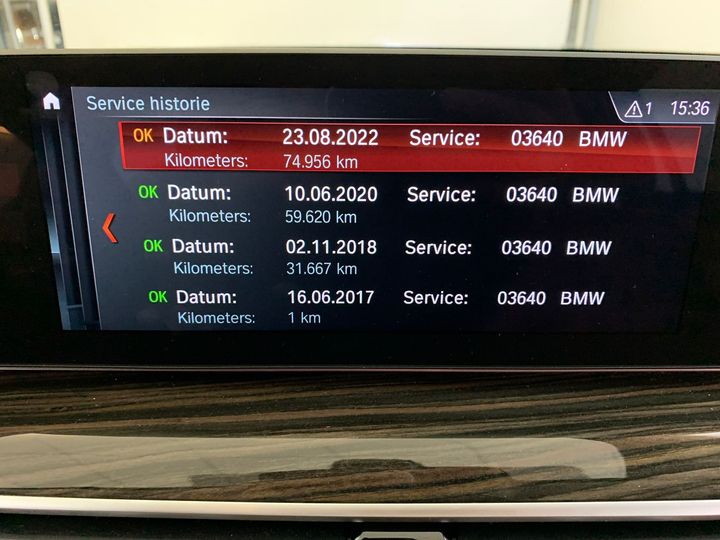 Service historie
1 15:36
OK Datum: 23.08.2022 Service: 03640 BMW
Kilometers: 74.956 km
OK Datum: 10.06.2020 Service: 03640 BMW
Kilometers: 59.620 km
OK Datum: 02.11.2018 Service: 03640 BMW
Kilometers: 31.667 km
OK Datum: 16.06.2017 Service: 03640 BMW
Kilometers: 1 km